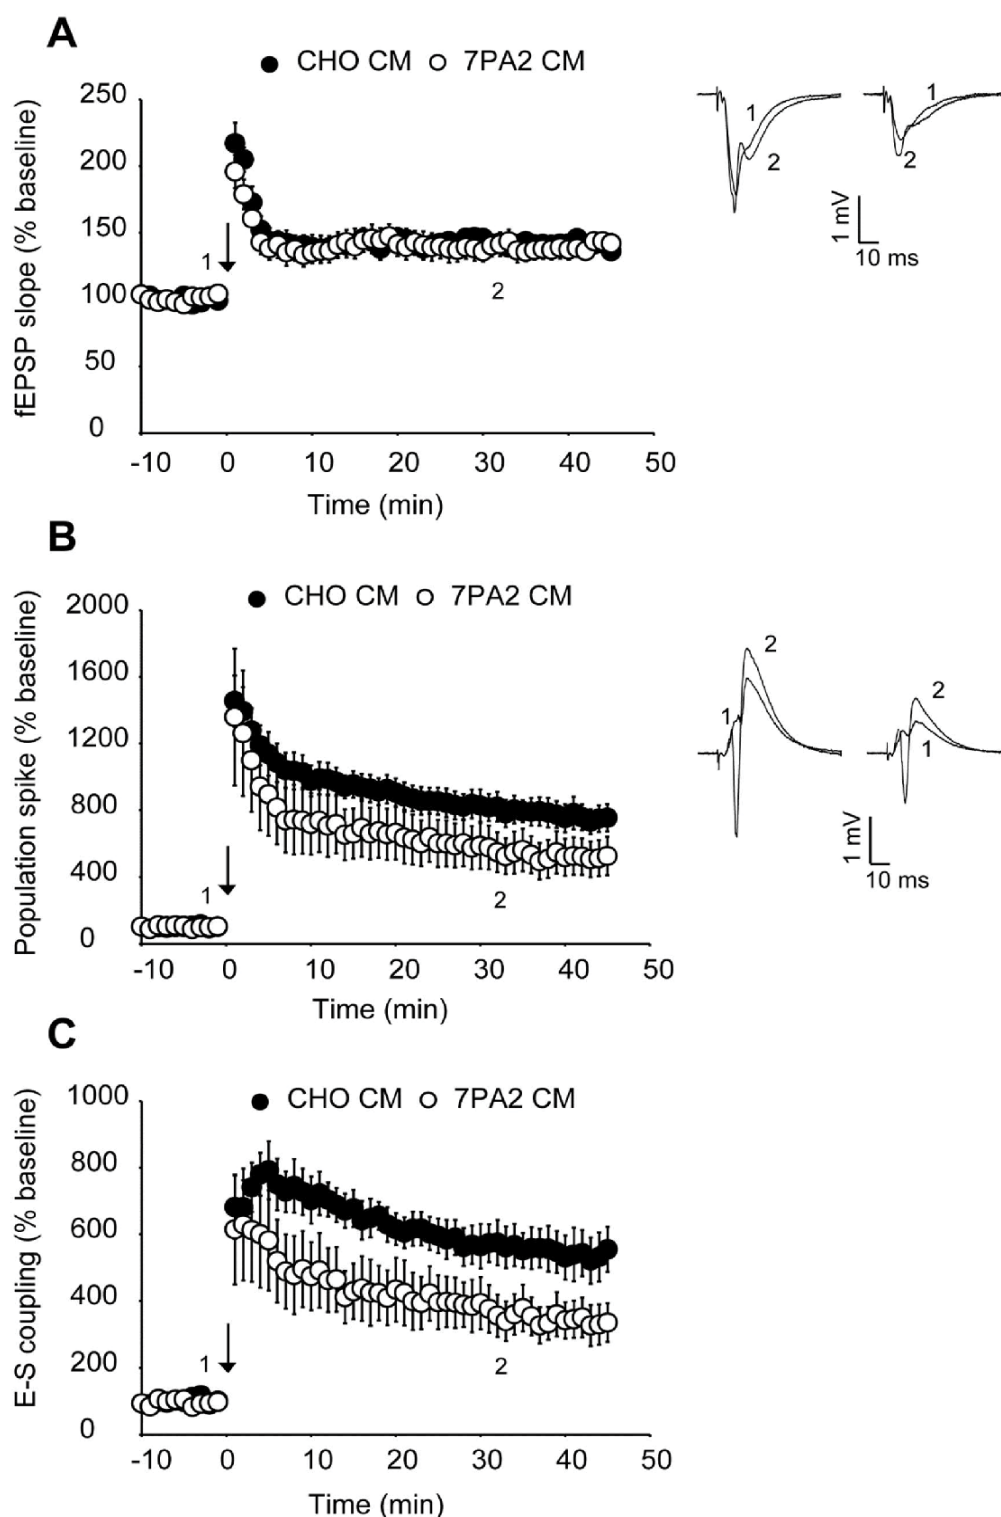 A
CHO CM 7PA2 CM
fEPSP slope (% baseline)
250
200
150
100
50
0
1
2
-10 0 10 20 30 40 50
Time (min)
1
2
1
2
1 mV
10 ms
B
CHO CM 7PA2 CM
Population spike (% baseline)
2000
1600
1200
800
400
0
1
2
-10 0 10 20 30 40 50
Time (min)
2
1
2
1
1 mV
10 ms
C
CHO CM 7PA2 CM
E-S coupling (% baseline)
1000
800
600
400
200
0
1
2
-10 0 10 20 30 40 50
Time (min)